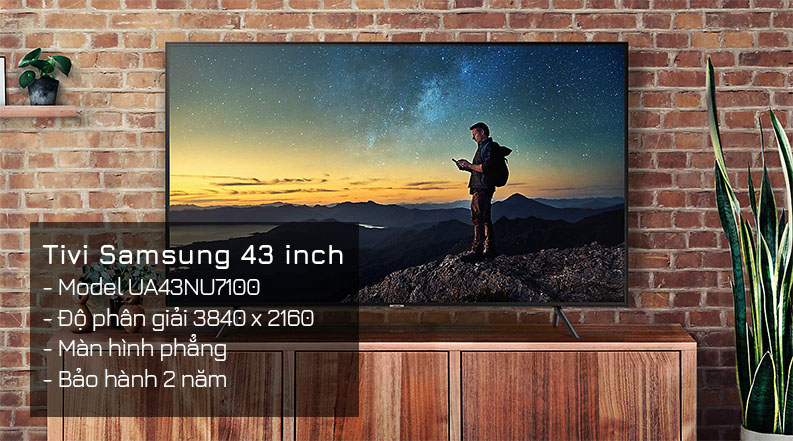 Tivi Samsung 43 inch
- Model UA43NU7100
- Độ phân giải 3840 x 2160
- Màn hình phẳng
- Bảo hành 2 năm